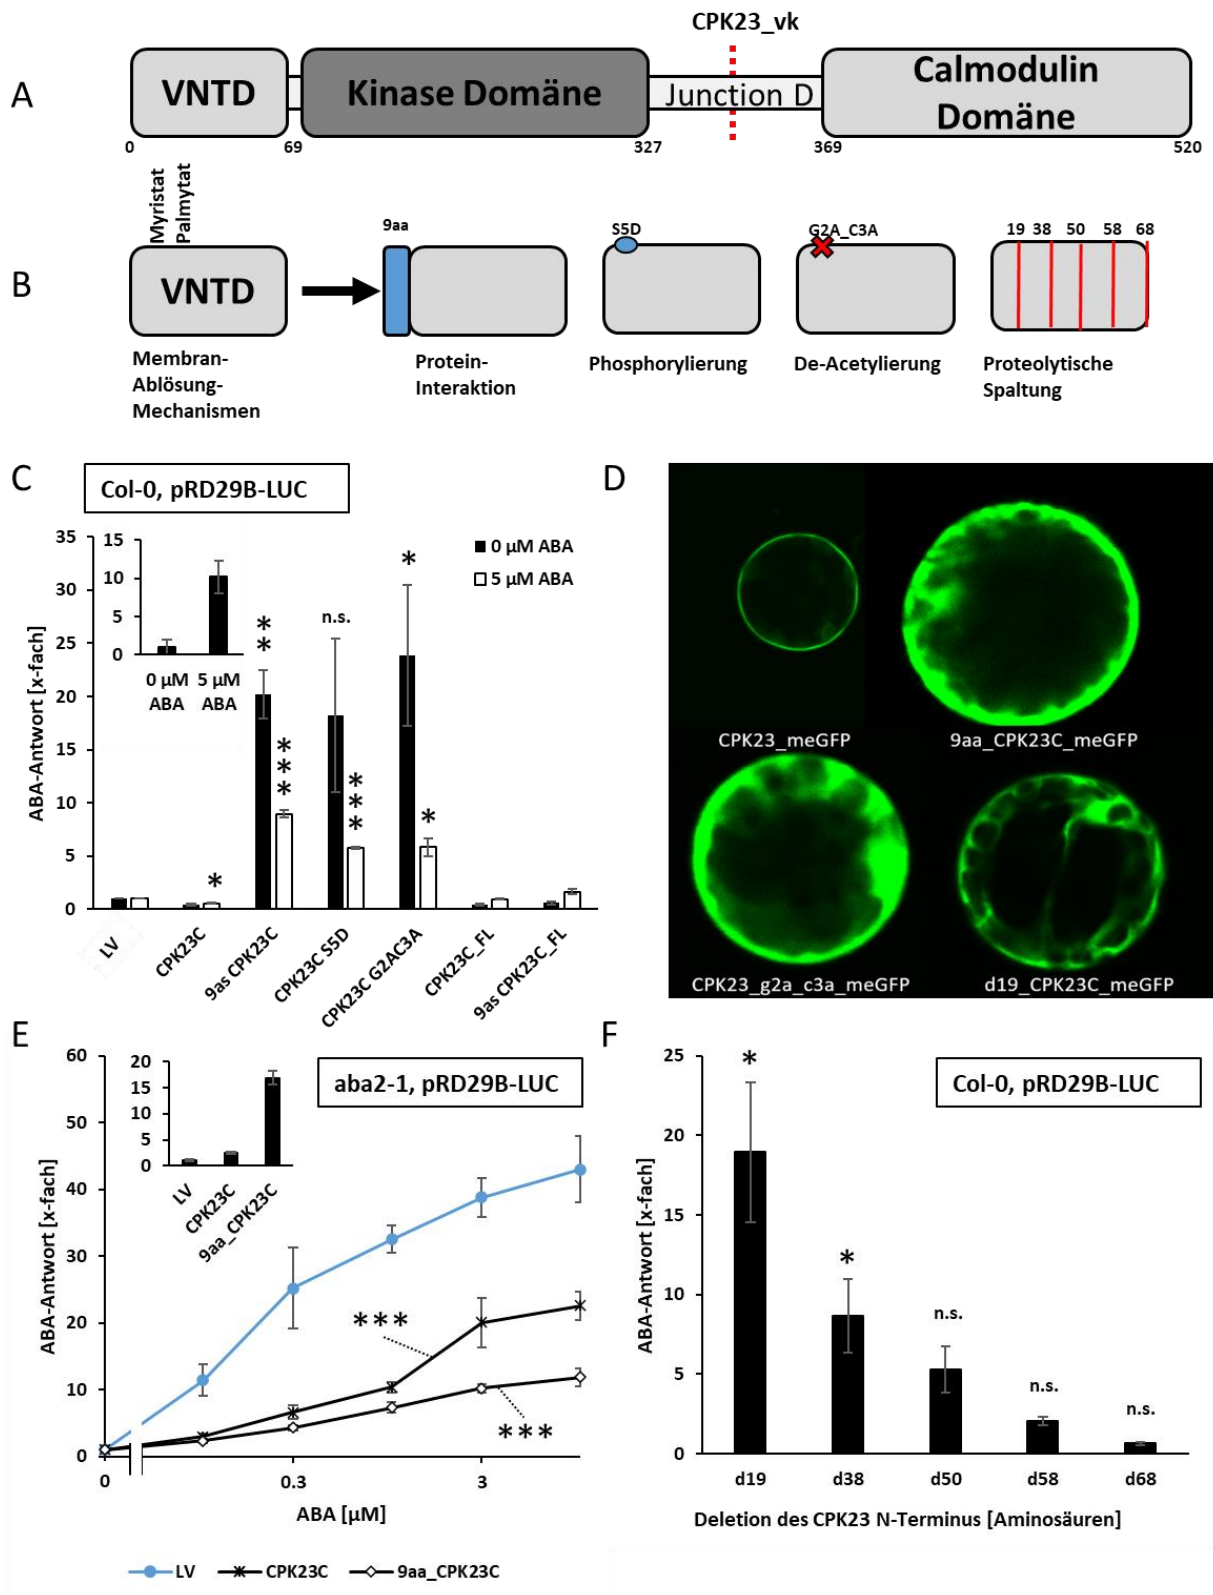 CPK23_vk
A
VNTD
Kinase Domäne
Junction D
Calmodulin
Domäne
0
69
327
369
520
Myristat
Palmytat
B
VNTD
9aa
S5D
G2A_C3A
19 38 50 58 68
Membran-
Ablösung-
Mechanismen
Protein-
Interaktion
Phosphorylierung
De-Acetylierung
Proteolytische
Spaltung
C
Col-0, pRD29B-LUC
ABA-Antwort [x-fach]
35
30
25
20
15
10
5
0
15
10
5
0
0 µM
ABA
5 µM
ABA
0 µM ABA
5 µM ABA
*
**
***
n.s.
***
*
*
LV
CPK23C
9as CPK23C
CPK23C S5D
CPK23C G2AC3A
CPK23C_FL
9as CPK23C_FL
D
CPK23_meGFP
9aa_CPK23C_meGFP
CPK23_g2a_c3a_meGFP
d19_CPK23C_meGFP
E
aba2-1, pRD29B-LUC
ABA-Antwort [x-fach]
60
50
40
30
20
10
0
20
15
10
5
0
LV
CPK23C
9aa_CPK23C
***
***
0
0.3
3
ABA [µM]
LV
CPK23C
9aa_CPK23C
F
Col-0, pRD29B-LUC
ABA-Antwort [x-fach]
25
20
15
10
5
0
*
*
n.s.
n.s.
n.s.
d19
d38
d50
d58
d68
Deletion des CPK23 N-Terminus [Aminosäuren]